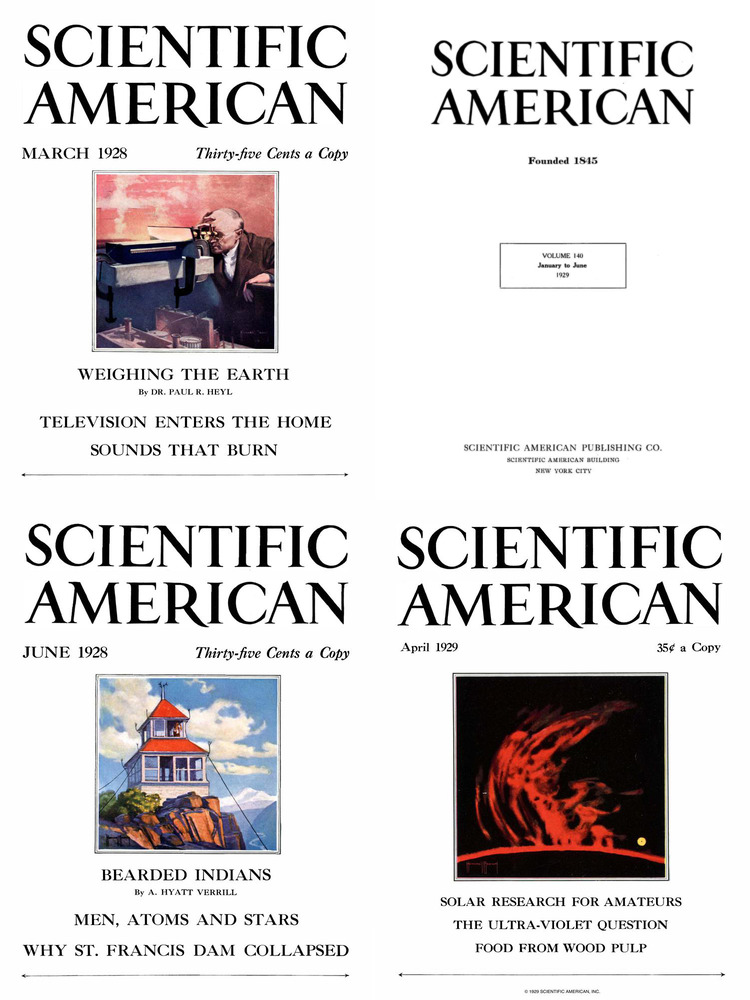 SCIENTIFIC
AMERICAN
MARCH 1928
Thirty-five Cents a Copy
WEIGHING THE EARTH
By DR. PAUL R. HEYL
TELEVISION ENTERS THE HOME
SOUNDS THAT BURN
SCIENTIFIC
AMERICAN
Founded 1845
VOLUME 140
January to June
1929
SCIENTIFIC AMERICAN PUBLISHING CO.
SCIENTIFIC AMERICAN BUILDING
NEW YORK CITY
SCIENTIFIC
AMERICAN
JUNE 1928
Thirty-five Cents a Copy
BEARDED INDIANS
By A. HYATT VERRILL
MEN, ATOMS AND STARS
WHY ST. FRANCIS DAM COLLAPSED
SCIENTIFIC
AMERICAN
April 1929
35¢ a Copy
SOLAR RESEARCH FOR AMATEURS
THE ULTRA-VIOLET QUESTION
FOOD FROM WOOD PULP
© 1929 SCIENTIFIC AMERICAN, INC.